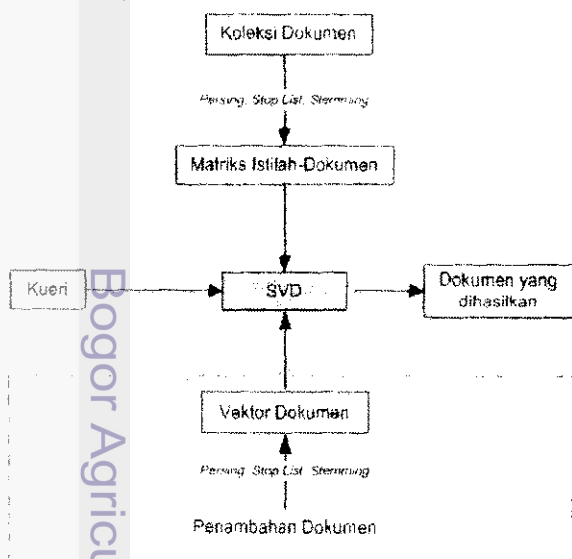 Koleksi Dokumen
Parsing, Stop List, Stemming
Matriks Istilah-Dokumen
Kueri
SVD
Dokumen yang
dihasilkan
Vektor Dokumen
Parsing, Stop List, Stemming
Penambahan Dokumen
Bogor Agricu